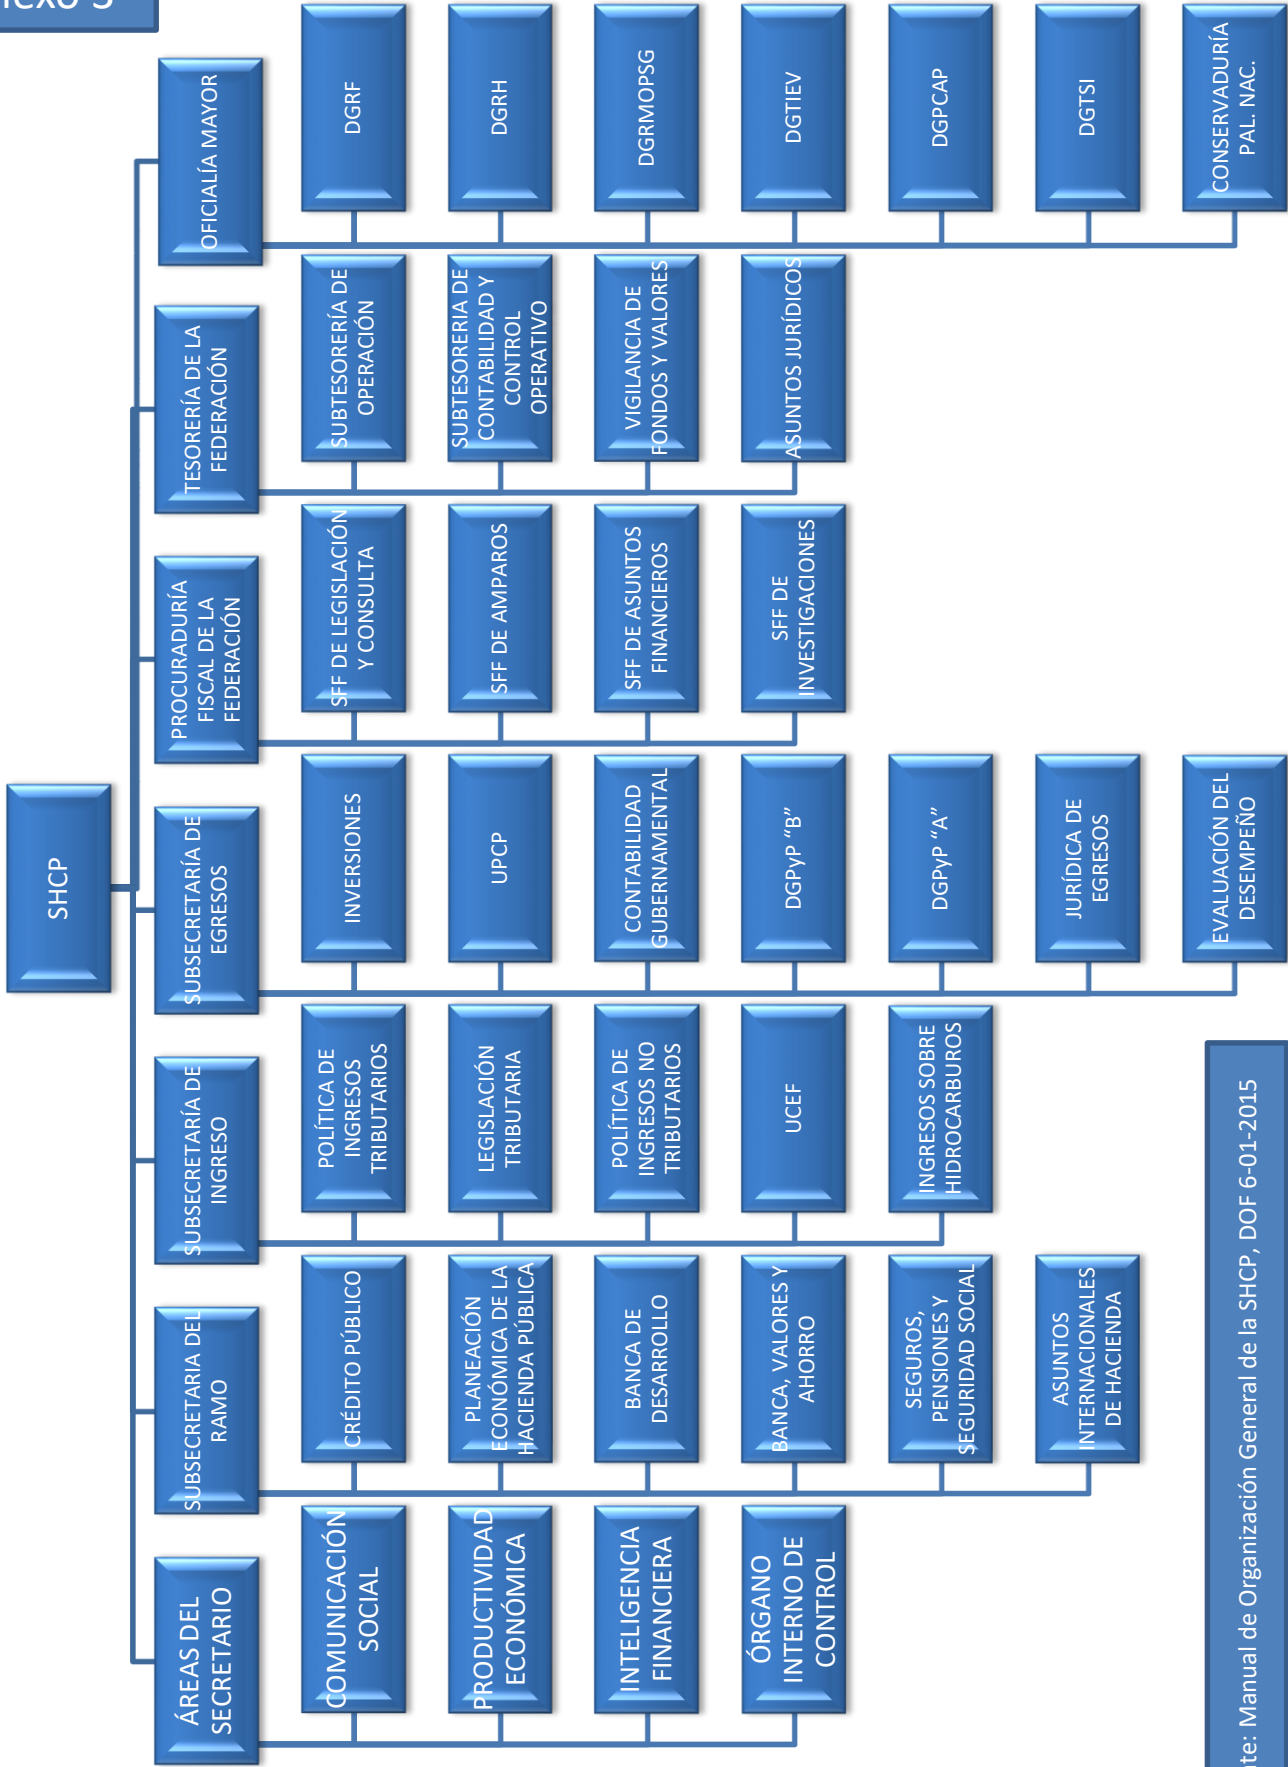 nexo 3
SHCP
ÁREAS DEL
SECRETARIO
COMUNICACIÓN
SOCIAL
PRODUCTIVIDAD
ECONÓMICA
INTELIGENCIA
FINANCIERA
ÓRGANO
INTERNO DE
CONTROL
SUBSECRETARIA DEL
RAMO
CRÉDITO PÚBLICO
PLANEACIÓN
ECONÓMICA DE LA
HACIENDA PÚBLICA
BANCA DE
DESARROLLO
BANCA, VALORES Y
AHORRO
SEGUROS,
PENSIONES Y
SEGURIDAD SOCIAL
ASUNTOS
INTERNACIONALES
DE HACIENDA
SUBSECRETARÍA DE
INGRESO
POLÍTICA DE
INGRESOS
TRIBUTARIOS
LEGISLACIÓN
TRIBUTARIA
POLÍTICA DE
INGRESOS NO
TRIBUTARIOS
UCEF
INGRESOS SOBRE
HIDROCARBUROS
SUBSECRETARÍA DE
EGRESOS
INVERSIONES
UPCP
CONTABILIDAD
GUBERNAMENTAL
DGPyP “B”
DGPyP “A”
JURÍDICA DE
EGRESOS
EVALUACIÓN DEL
DESEMPEÑO
PROCURADURÍA
FISCAL DE LA
FEDERACIÓN
SFF DE LEGISLACIÓN
Y CONSULTA
SFF DE AMPAROS
SFF DE ASUNTOS
FINANCIEROS
SFF DE
INVESTIGACIONES
TESORERÍA DE LA
FEDERACIÓN
SUBTESORERÍA DE
OPERACIÓN
SUBTESORERIA DE
CONTABILIDAD Y
CONTROL
OPERATIVO
VIGILANCIA DE
FONDOS Y VALORES
ASUNTOS JURÍDICOS
OFICIALÍA MAYOR
DGRF
DGRH
DGRMOPSG
DGTIEV
DGPCAP
DGTSI
CONSERVADURÍA
PAL. NAC.
nte: Manual de Organización General de la SHCP, DOF 6-01-2015